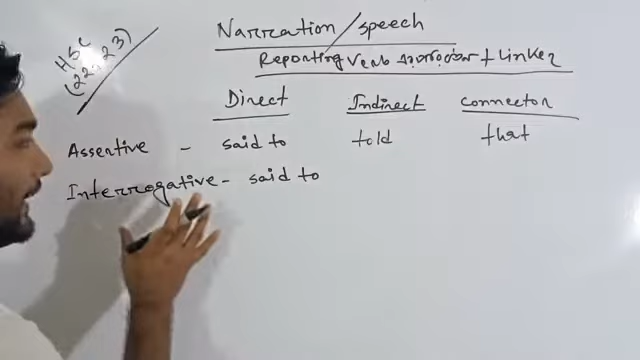 HSC
(22-23)
Narration/speech
Reporting verb + Linker
Direct Indirect Connector
Assertive - said to told that
Interrogative - said to